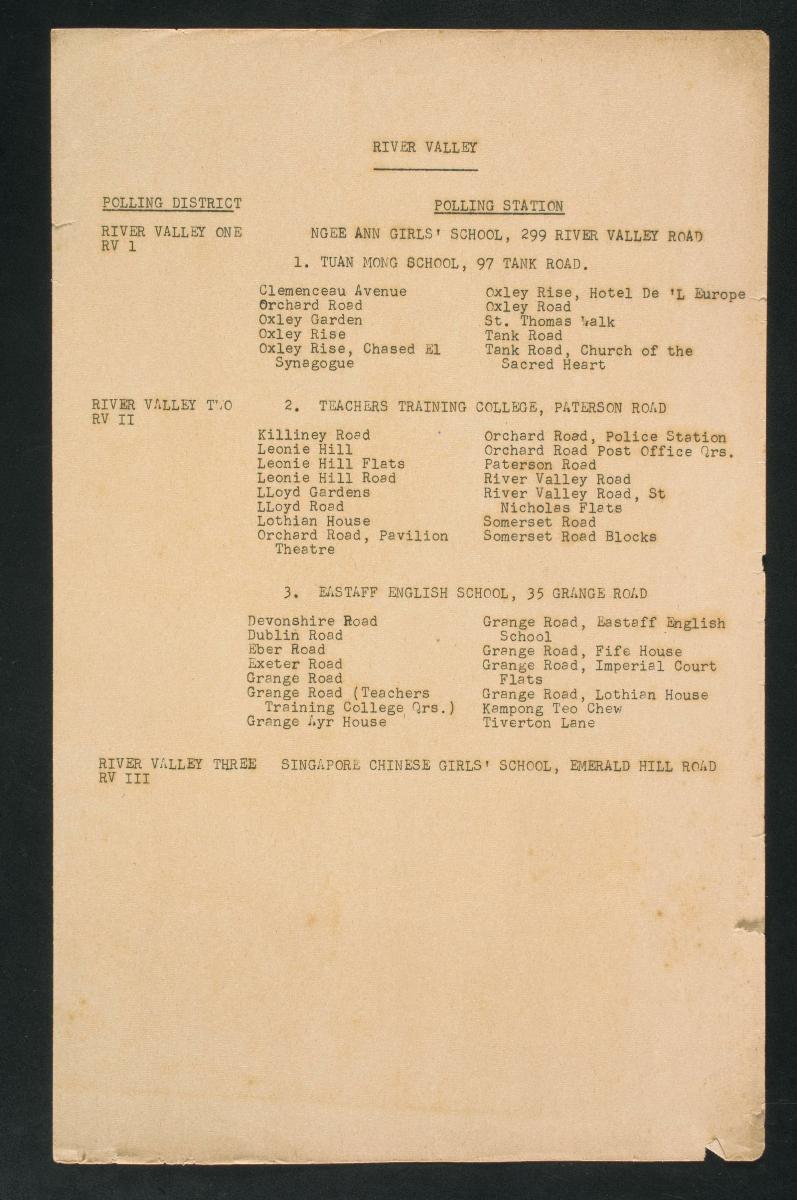 RIVER VALLEY
POLLING DISTRICT POLLING STATION
RIVER VALLEY ONE NGEE ANN GIRLS' SCHOOL, 299 RIVER VALLEY ROAD
RV 1
1. TUAN MONG SCHOOL, 97 TANK ROAD.
Clemenceau Avenue
Orchard Road
Oxley Garden
Oxley Rise
Oxley Rise, Chased El
Synagogue
Oxley Rise, Hotel De 'L Europe
Oxley Road
St. Thomas Walk
Tank Road
Tank Road, Church of the
Sacred Heart
RIVER VALLEY TWO 2. TEACHERS TRAINING COLLEGE, PATERSON ROAD
RV II
Killiney Road
Leonie Hill
Leonie Hill Flats
Leonie Hill Road
LLoyd Gardens
LLoyd Road
Lothian House
Orchard Road, Pavilion
Theatre
Orchard Road, Police Station
Orchard Road Post Office Qrs.
Paterson Road
River Valley Road
River Valley Road, St
Nicholas Flats
Somerset Road
Somerset Road Blocks
3. EASTAFF ENGLISH SCHOOL, 35 GRANGE ROAD
Devonshire Road
Dublin Road
Eber Road
Exeter Road
Grange Road
Grange Road (Teachers
Training College Qrs.)
Grange Ayr House
Grange Road, Eastaff English
School
Grange Road, Fife House
Grange Road, Imperial Court
Flats
Grange Road, Lothian House
Kampong Teo Chew
Tiverton Lane
RIVER VALLEY THREE SINGAPORE CHINESE GIRLS' SCHOOL, EMERALD HILL ROAD
RV III